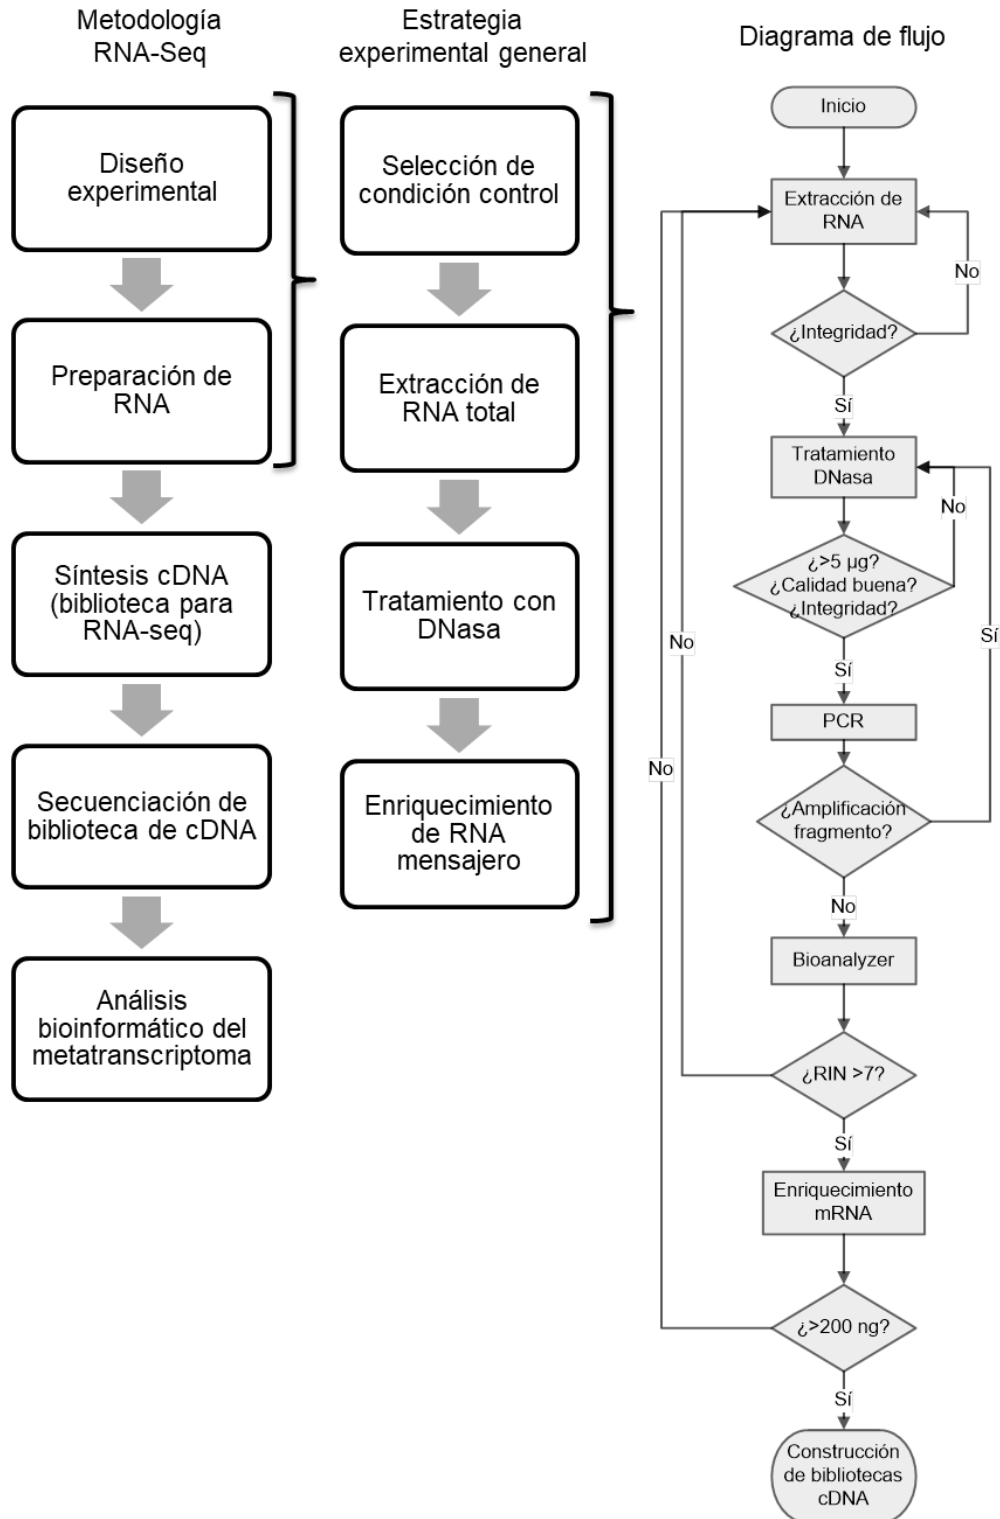 Metodología
RNA-Seq
Diseño
experimental
Preparación de
RNA
Síntesis cDNA
(biblioteca para
RNA-seq)
Secuenciación de
biblioteca de cDNA
Análisis
bioinformático del
metatranscriptoma
Estrategia
experimental general
Selección de
condición control
Extracción de
RNA total
Tratamiento con
DNasa
Enriquecimiento
de RNA
mensajero
Diagrama de flujo
Inicio
Extracción de
RNA
No
¿Integridad?
Sí
Tratamiento
DNasa
No
¿>5 µg?
¿Calidad buena?
¿Integridad?
Sí
No
Sí
PCR
No
¿Amplificación
fragmento?
No
Bioanalyzer
¿RIN >7?
Sí
Enriquecimiento
mRNA
¿>200 ng?
Sí
Construcción
de bibliotecas
cDNA